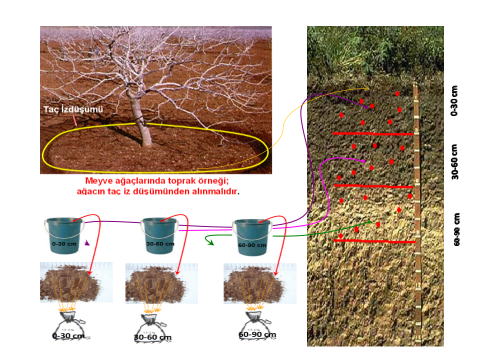 Taç İzdüşümü
Meyve ağaçlarında toprak örneği;
ağacın taç iz düşümünden alınmalıdır.
0-30 cm
30-60 cm
60-90 cm
0-30 cm
30-60 cm
60-90 cm
0-30 cm
30-60 cm
60-90 cm